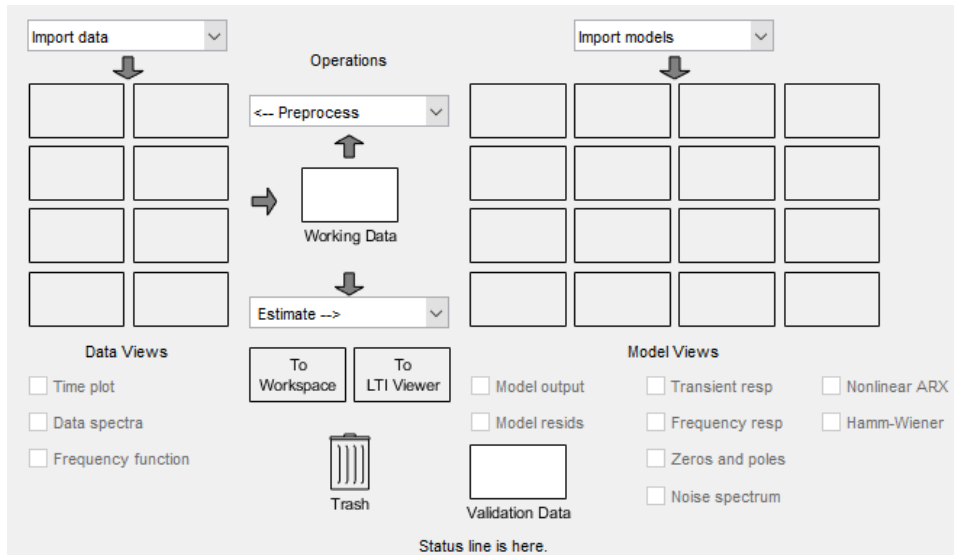 Import data
Import models
Operations
<-- Preprocess
Working Data
Estimate -->
Data Views
Time plot
Data spectra
Frequency function
To
Workspace
To
LTI Viewer
Trash
Model Views
Model output
Model resids
Transient resp
Frequency resp
Zeros and poles
Noise spectrum
Nonlinear ARX
Hamm-Wiener
Validation Data
Status line is here.